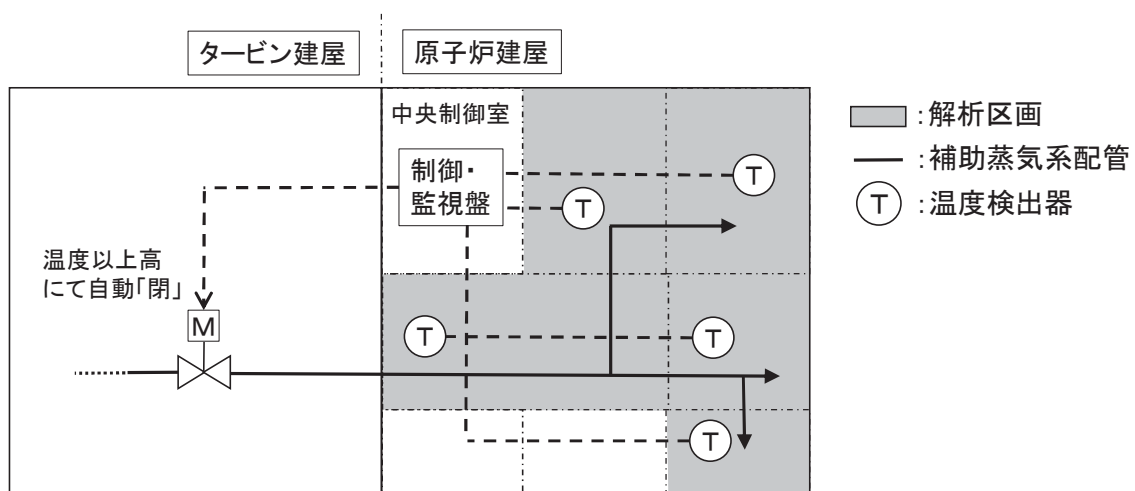 タービン建屋
原子炉建屋
中央制御室
制御・
監視盤
T
T
温度以上高
にて自動「閉」
M
T
T
T
:解析区画
:補助蒸気系配管
T
:温度検出器